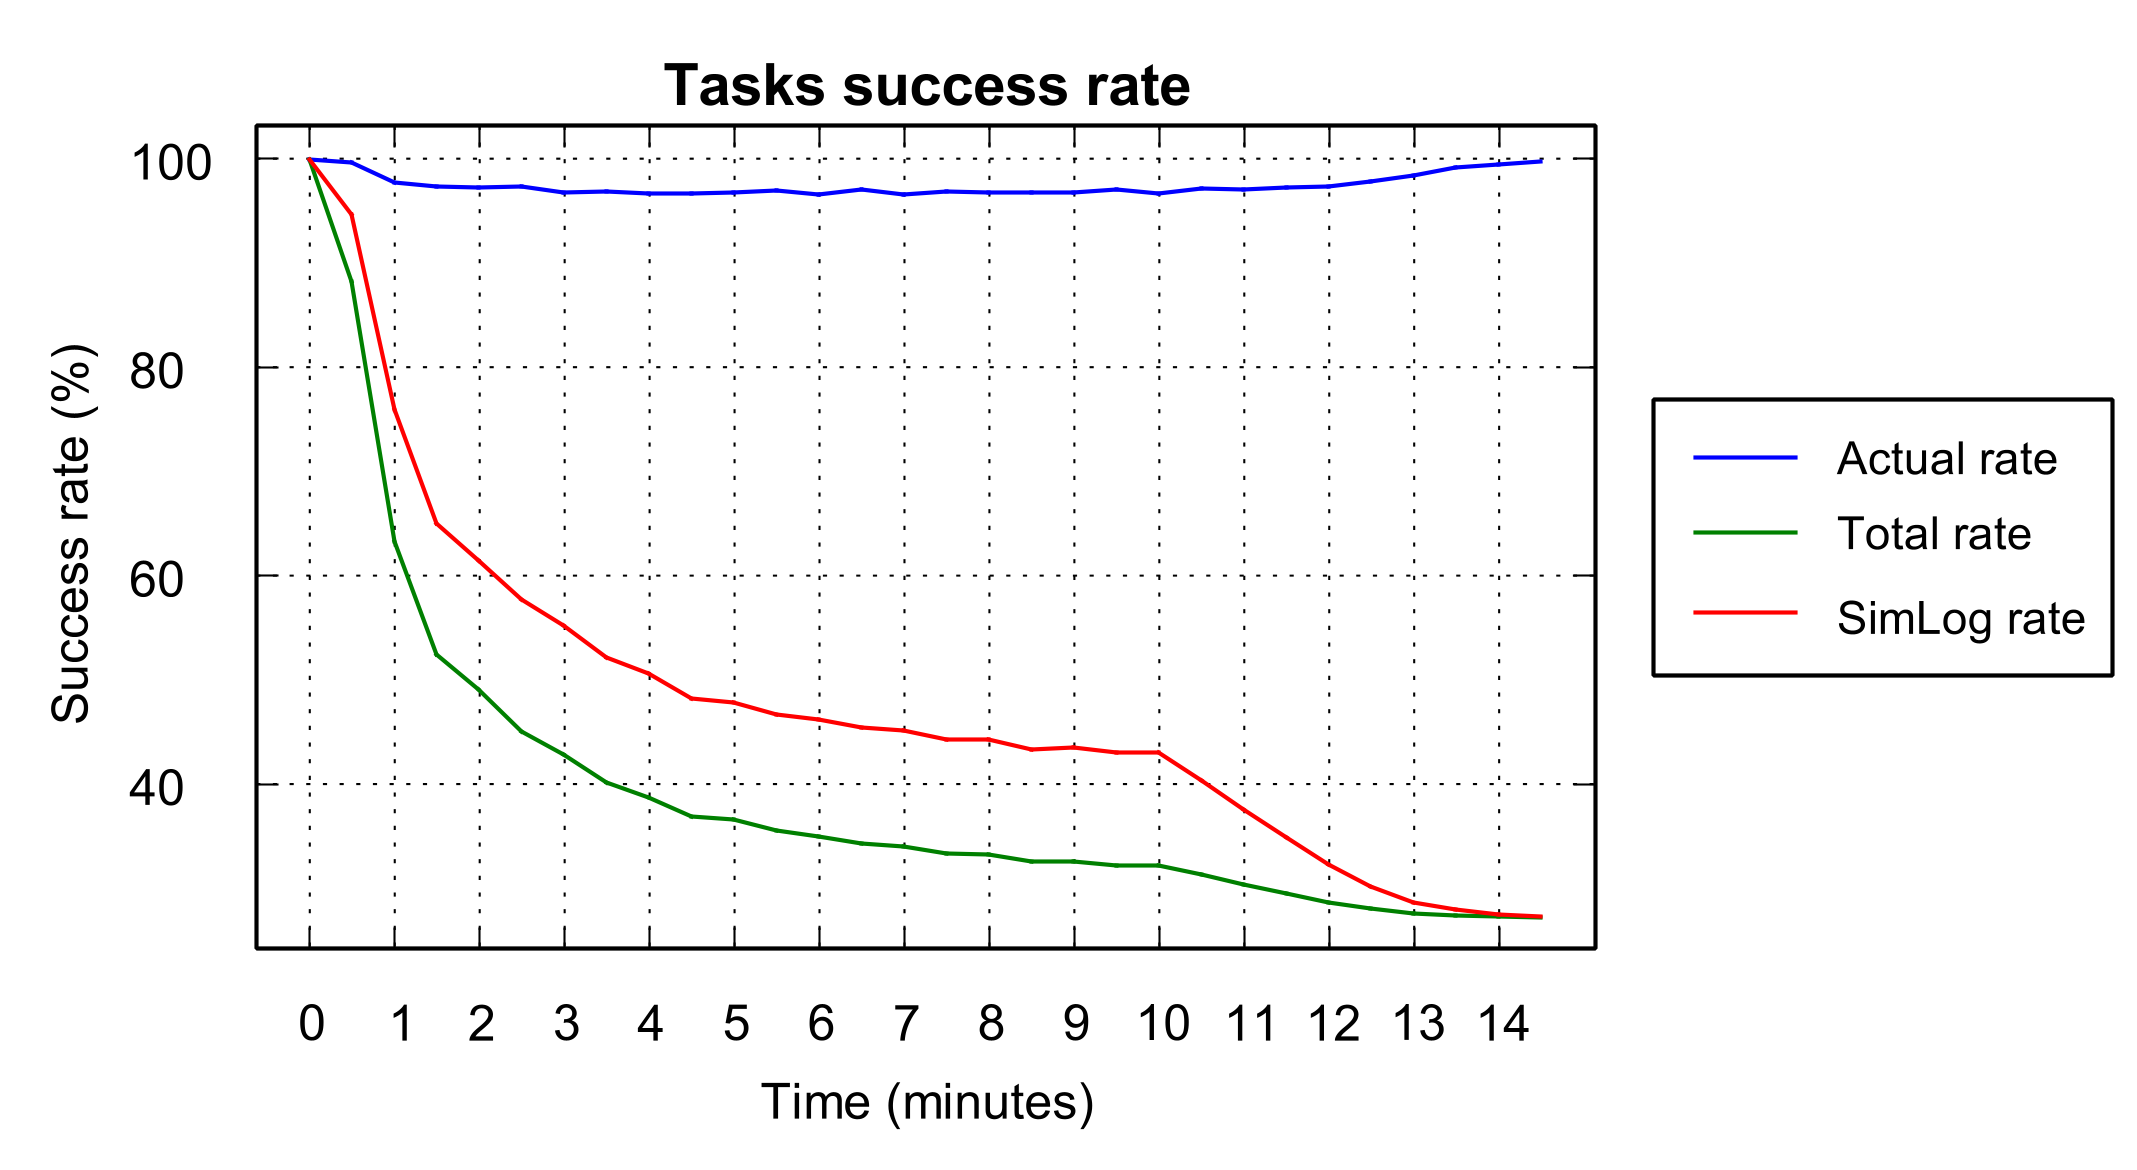 Tasks success rate
100
80
60
40
Success rate (%)
0 1 2 3 4 5 6 7 8 9 10 11 12 13 14
Time (minutes)
Actual rate
Total rate
SimLog rate